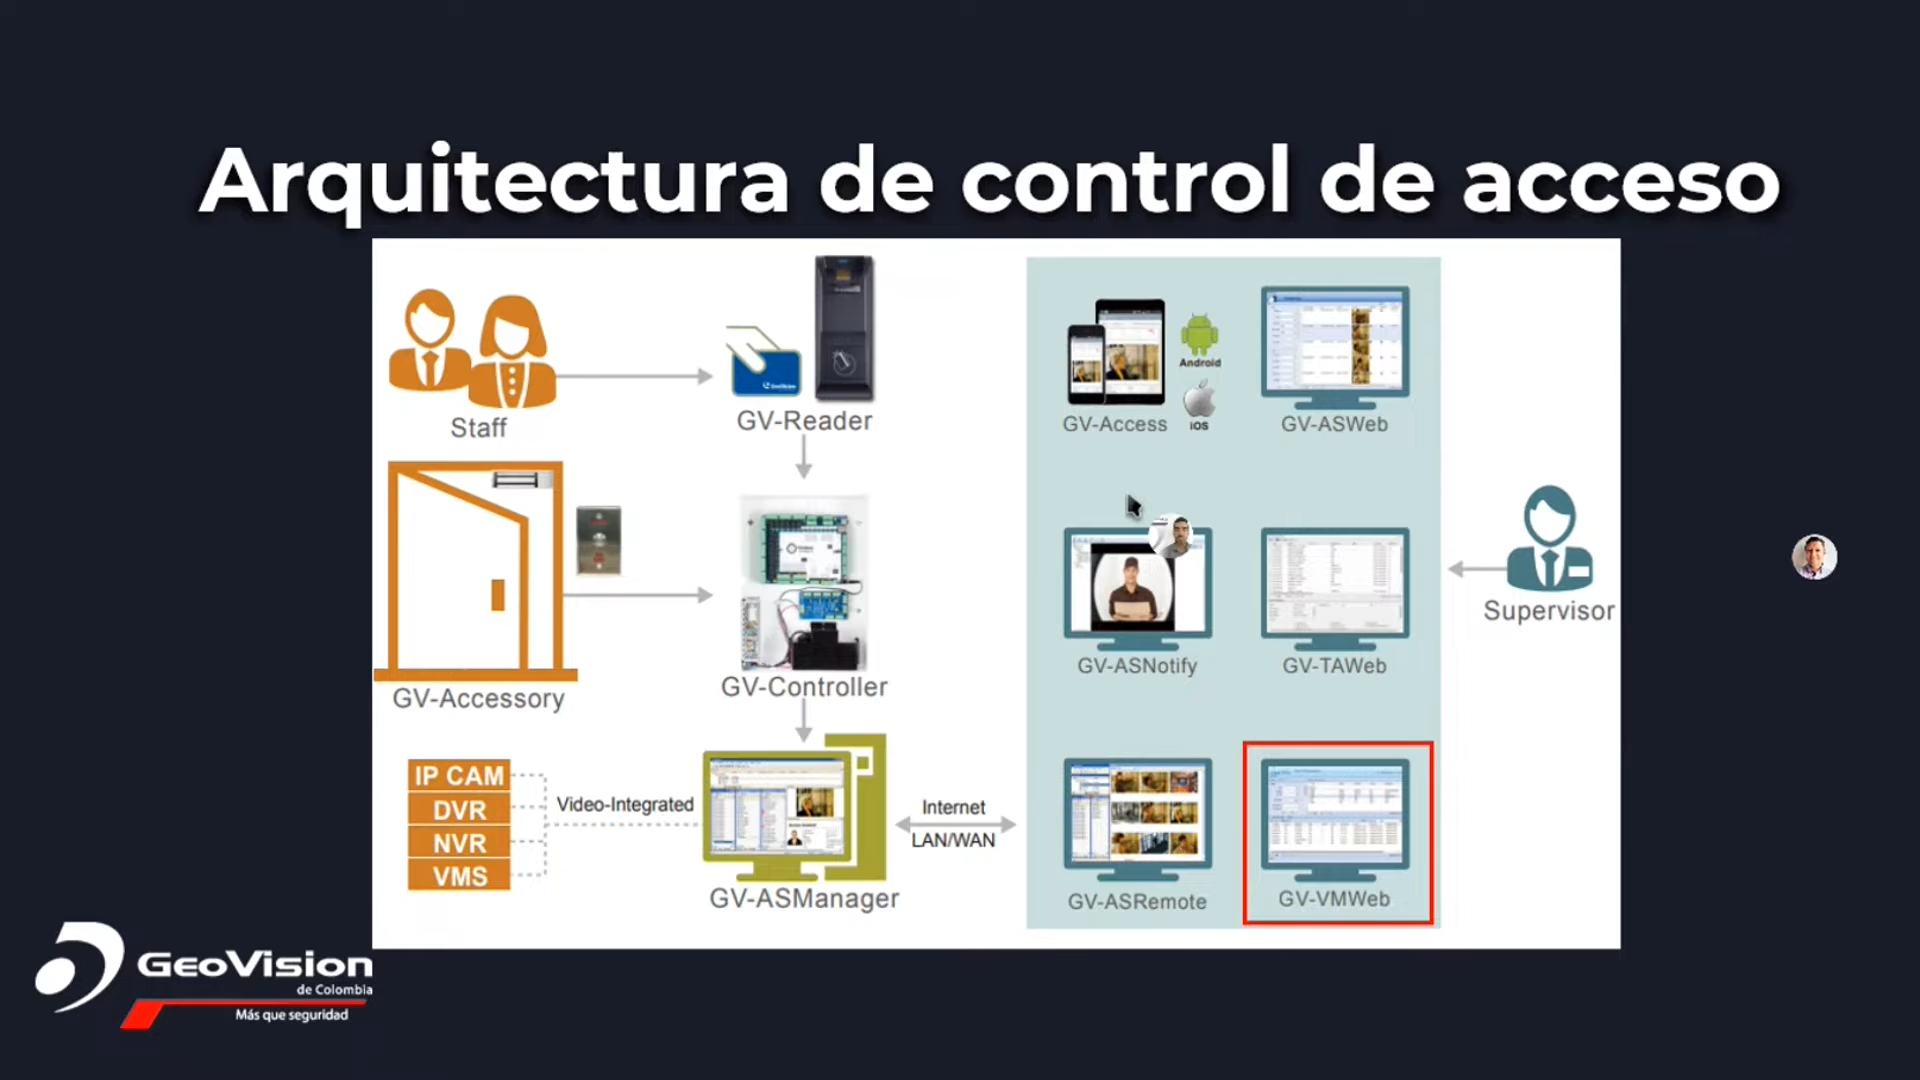 Arquitectura de control de acceso
Staff
GeoVision
GV-Reader
GV-Accessory
GV-Controller
IP CAM
DVR
NVR
VMS
Video-Integrated
GV-ASManager
Internet
LAN/WAN
GV-Access
Android
iOS
GV-ASWeb
GV-ASNotify
GV-TAWeb
GV-ASRemote
GV-VMWeb
Supervisor
GeoVision
de Colombia
Más que seguridad